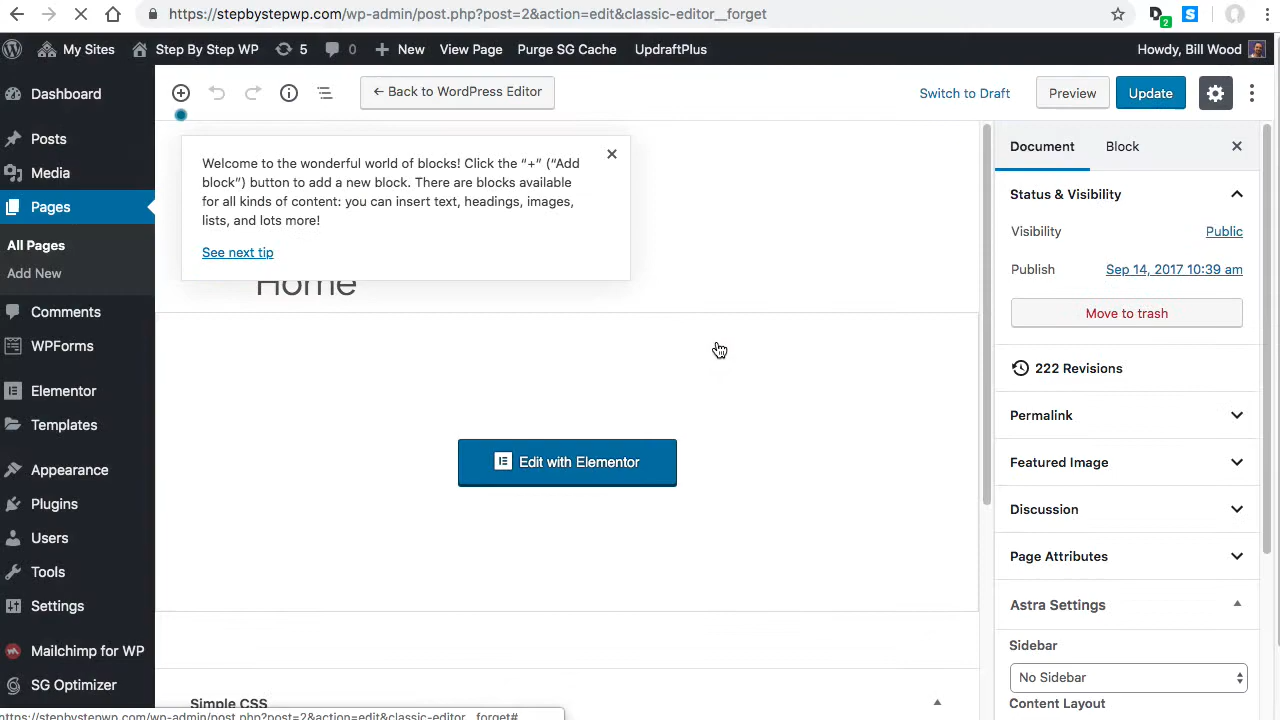 https://stepbystepwp.com/wp-admin/post.php?post=2&action=edit&classic-editor__forget
2
My Sites
Step By Step WP
5
0
New
View Page
Purge SG Cache
UpdraftPlus
Howdy, Bill Wood
Dashboard
Posts
Media
Pages
All Pages
Add New
Comments
WPForms
Elementor
Templates
Appearance
Plugins
Users
Tools
Settings
Mailchimp for WP
SG Optimizer
← Back to WordPress Editor
Switch to Draft
Preview
Update
Welcome to the wonderful world of blocks! Click the “+” (“Add
block”) button to add a new block. There are blocks available
for all kinds of content: you can insert text, headings, images,
lists, and lots more!
See next tip
Home
Edit with Elementor
Simple CSS
Document
Block
Status & Visibility
Visibility
Public
Publish
Sep 14, 2017 10:39 am
Move to trash
222 Revisions
Permalink
Featured Image
Discussion
Page Attributes
Astra Settings
Sidebar
No Sidebar
Content Layout
https://stepbystepwp.com/wp-admin/post.php?post=2&action=edit&classic-editor__forget#